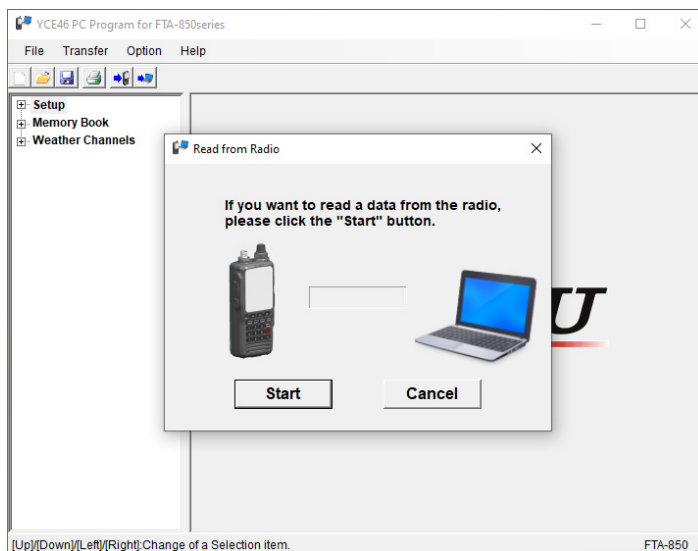 YCE46 PC Program for FTA-850series
File Transfer Option Help
Setup
Memory Book
Weather Channels
Read from Radio
If you want to read a data from the radio,
please click the "Start" button.
U
Start Cancel
[Up]/[Down]/[Left]/[Right]:Change of a Selection item. FTA-850